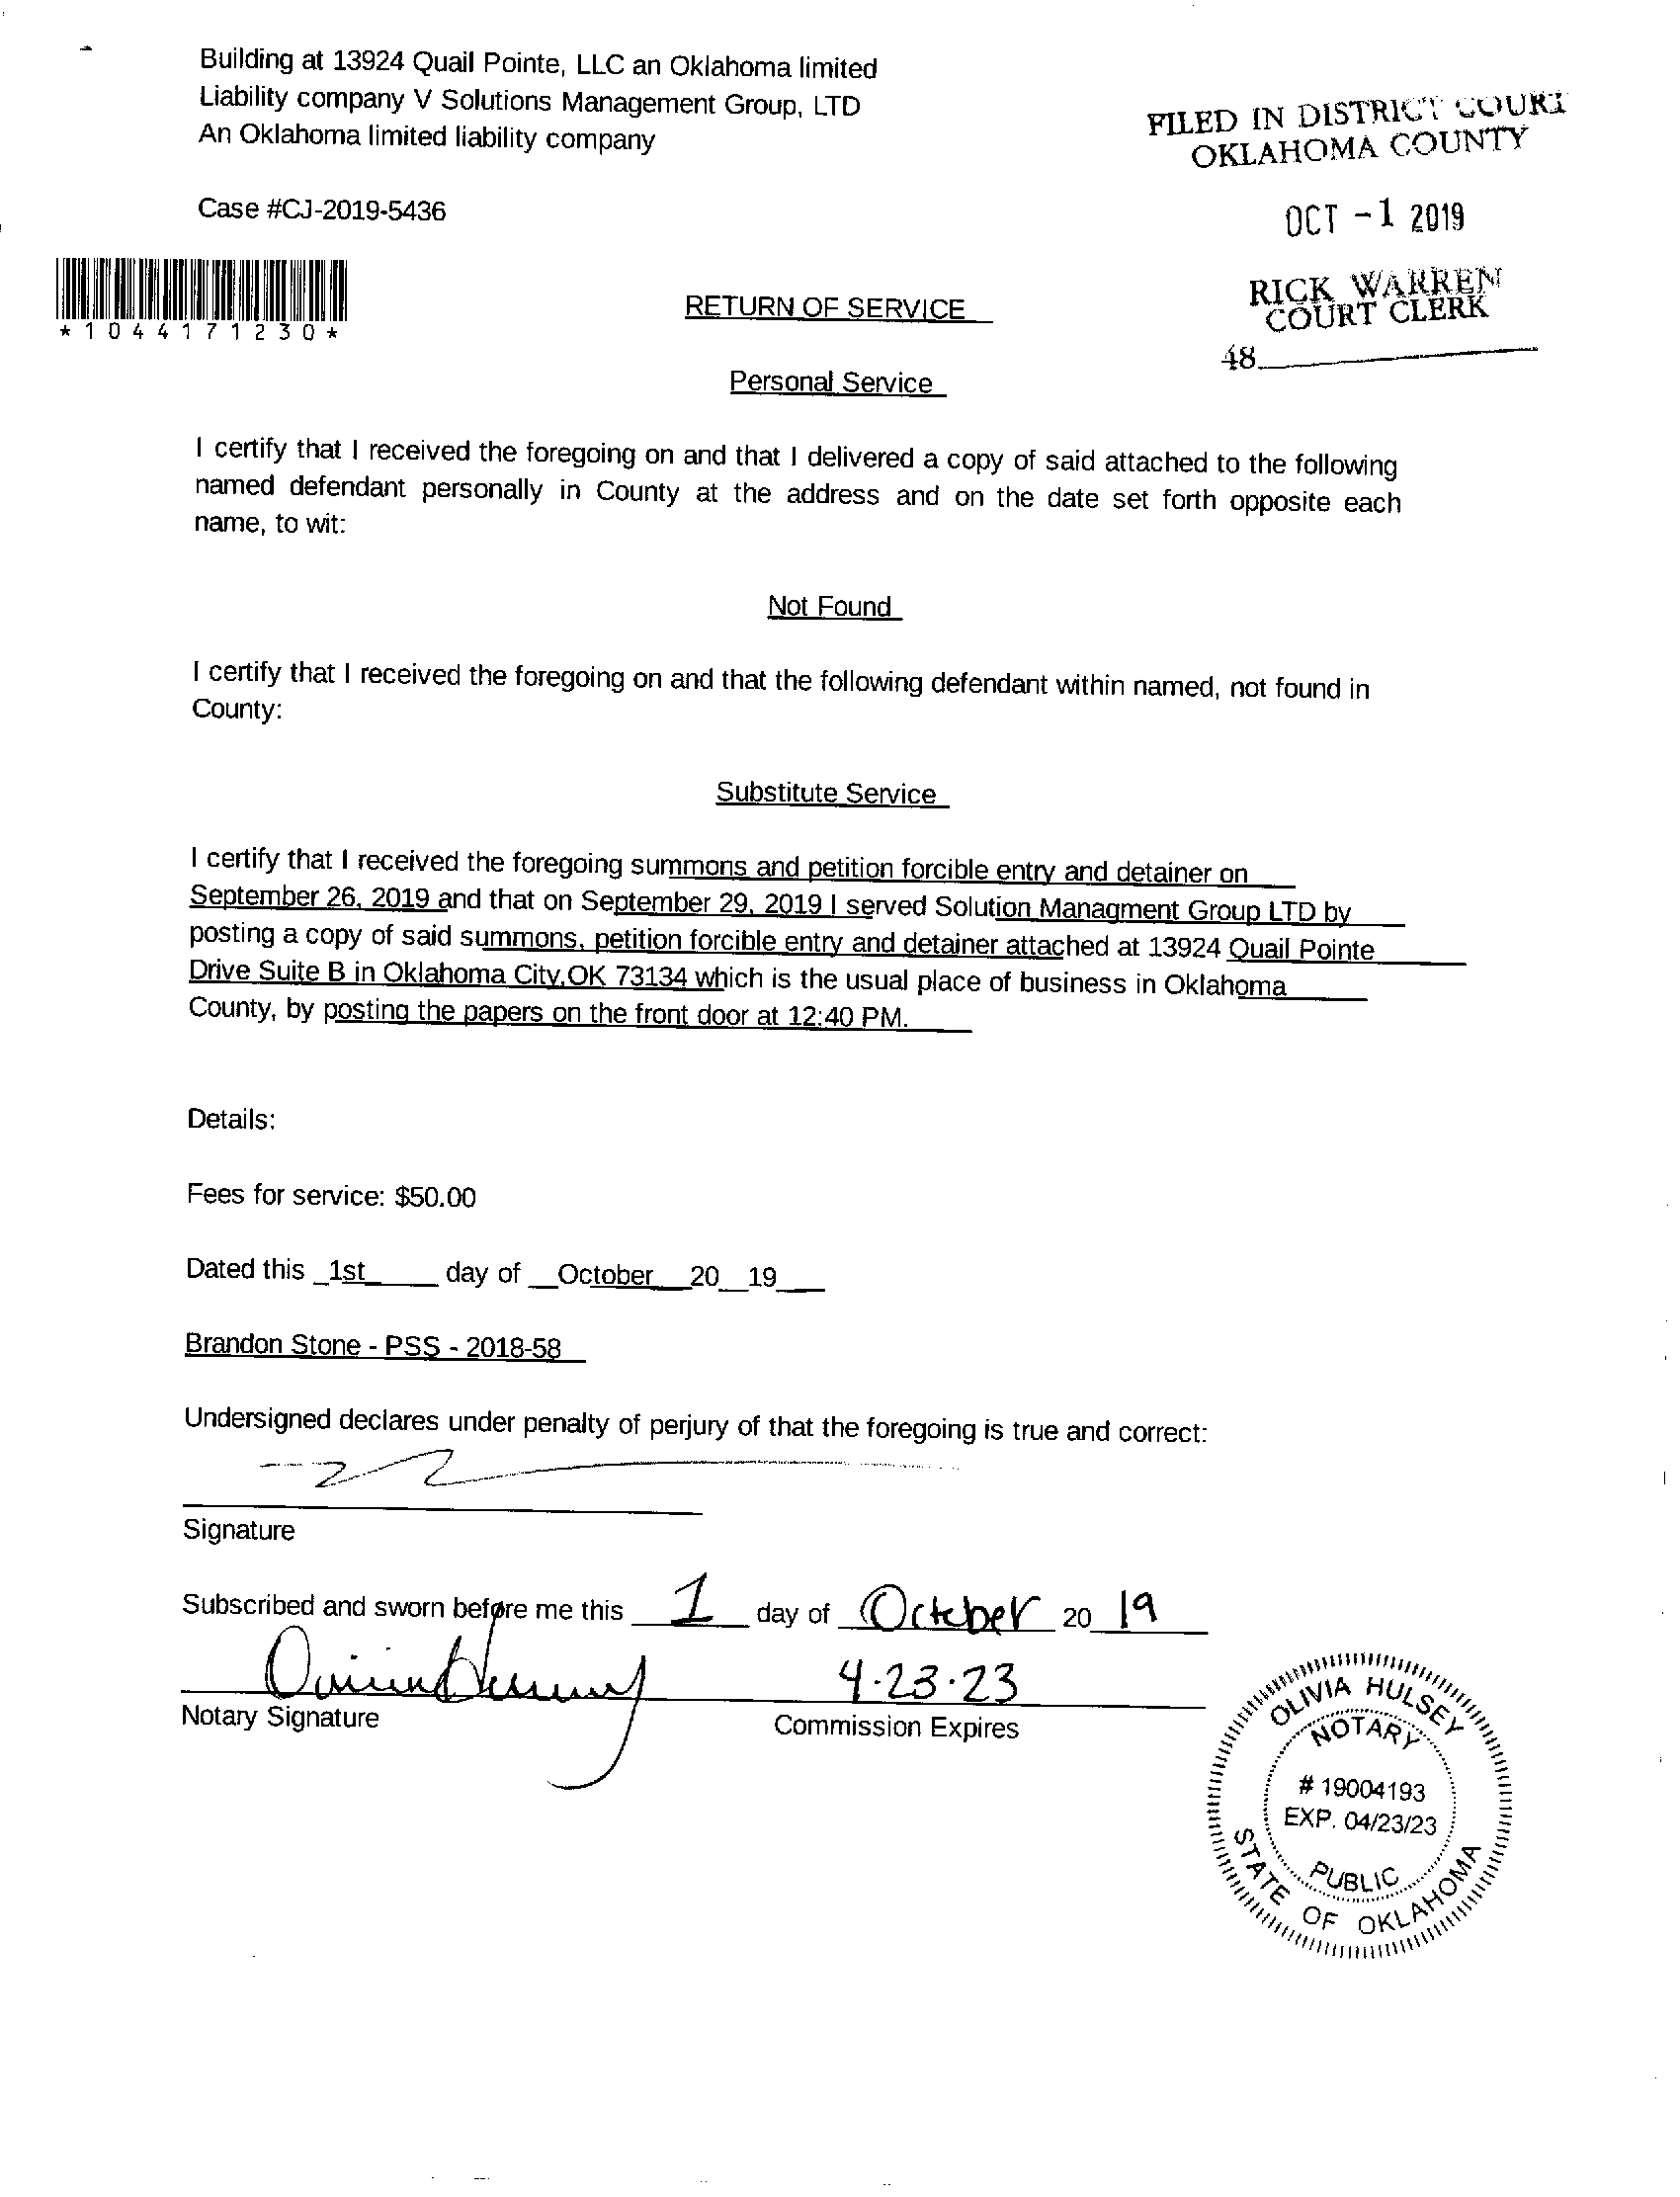 Building at 13924 Quail Pointe, LLC an Oklahoma limited
Liability company V Solutions Management Group, LTD
An Oklahoma limited liability company
FILED IN DISTRICT COURT
OKLAHOMA COUNTY
Case #CJ-2019-5436
OCT -1 2019
*1044171230*
RICK WARREN
COURT CLERK
48
RETURN OF SERVICE
Personal Service
I certify that I received the foregoing on and that I delivered a copy of said attached to the following
named defendant personally in County at the address and on the date set forth opposite each
name, to wit:
Not Found
I certify that I received the foregoing on and that the following defendant within named, not found in
County:
Substitute Service
I certify that I received the foregoing summons and petition forcible entry and detainer on
September 26, 2019 and that on September 29, 2019 I served Solution Managment Group LTD by
posting a copy of said summons, petition forcible entry and detainer attached at 13924 Quail Pointe
Drive Suite B in Oklahoma City,OK 73134 which is the usual place of business in Oklahoma
County, by posting the papers on the front door at 12:40 PM.
Details:
Fees for service: $50.00
Dated this _1st____ day of __October__20__19___
Brandon Stone - PSS - 2018-58
Undersigned declares under penalty of perjury of that the foregoing is true and correct:
Signature
Subscribed and sworn before me this 1 day of October 20 19
4-23-23
Notary Signature
Commission Expires
OLIVIA HULSEY
NOTARY
# 19004193
EXP. 04/23/23
PUBLIC
STATE OF OKLAHOMA